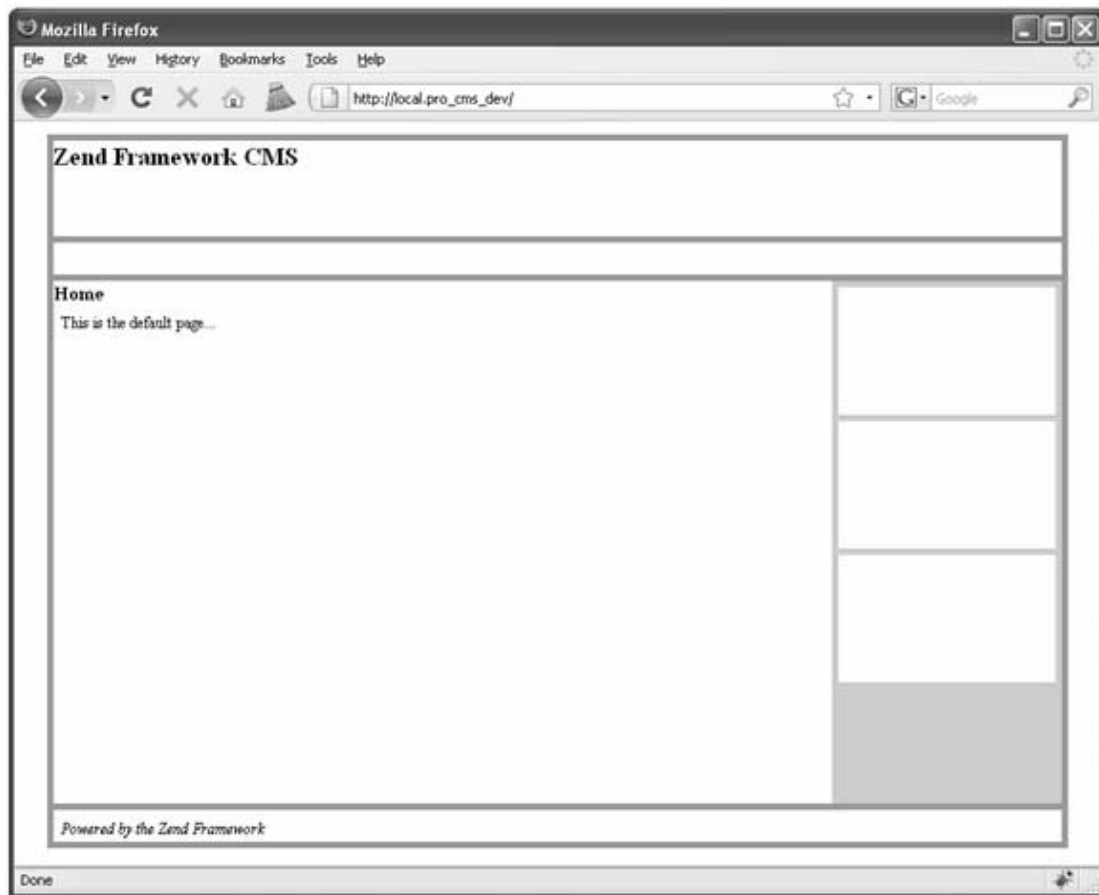 Mozilla Firefox
File Edit View History Bookmarks Tools Help
http://local.pro_cms_dev/ G Google
Zend Framework CMS
Home
This is the default page...
Powered by the Zend Framework
Done